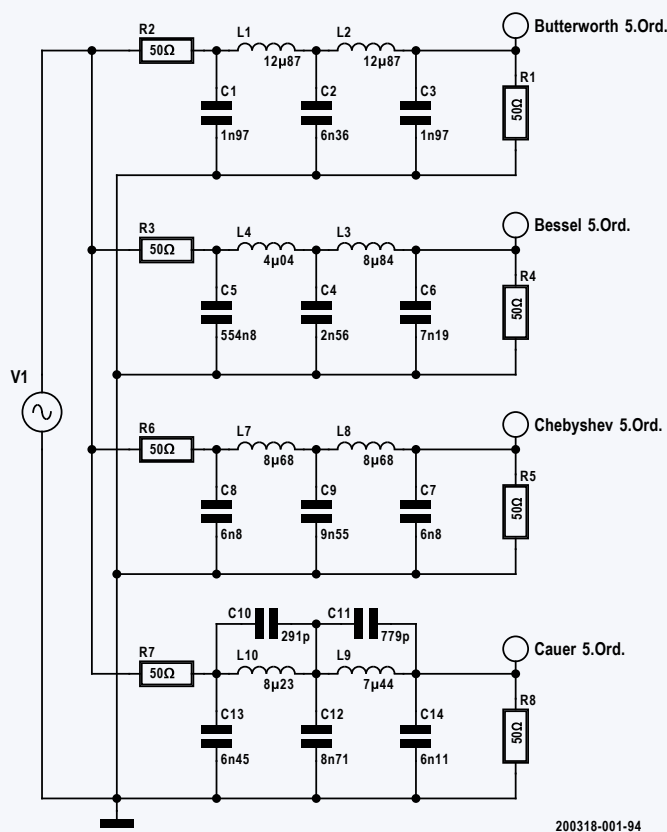 R2
50Ω
L1
12µ87
L2
12µ87
Butterworth 5.Ord.
R1
50Ω
C1
1n97
C2
6n36
C3
1n97
R3
50Ω
L4
4µ04
L3
8µ84
Bessel 5.Ord.
R4
50Ω
C5
554n8
C4
2n56
C6
7n19
V1
R6
50Ω
L7
8µ68
L8
8µ68
Chebyshev 5.Ord.
R5
50Ω
C8
6n8
C9
9n55
C7
6n8
C10
291p
C11
779p
R7
50Ω
L10
8µ23
L9
7µ44
Cauer 5.Ord.
R8
50Ω
C13
6n45
C12
8n71
C14
6n11
200318-001-94